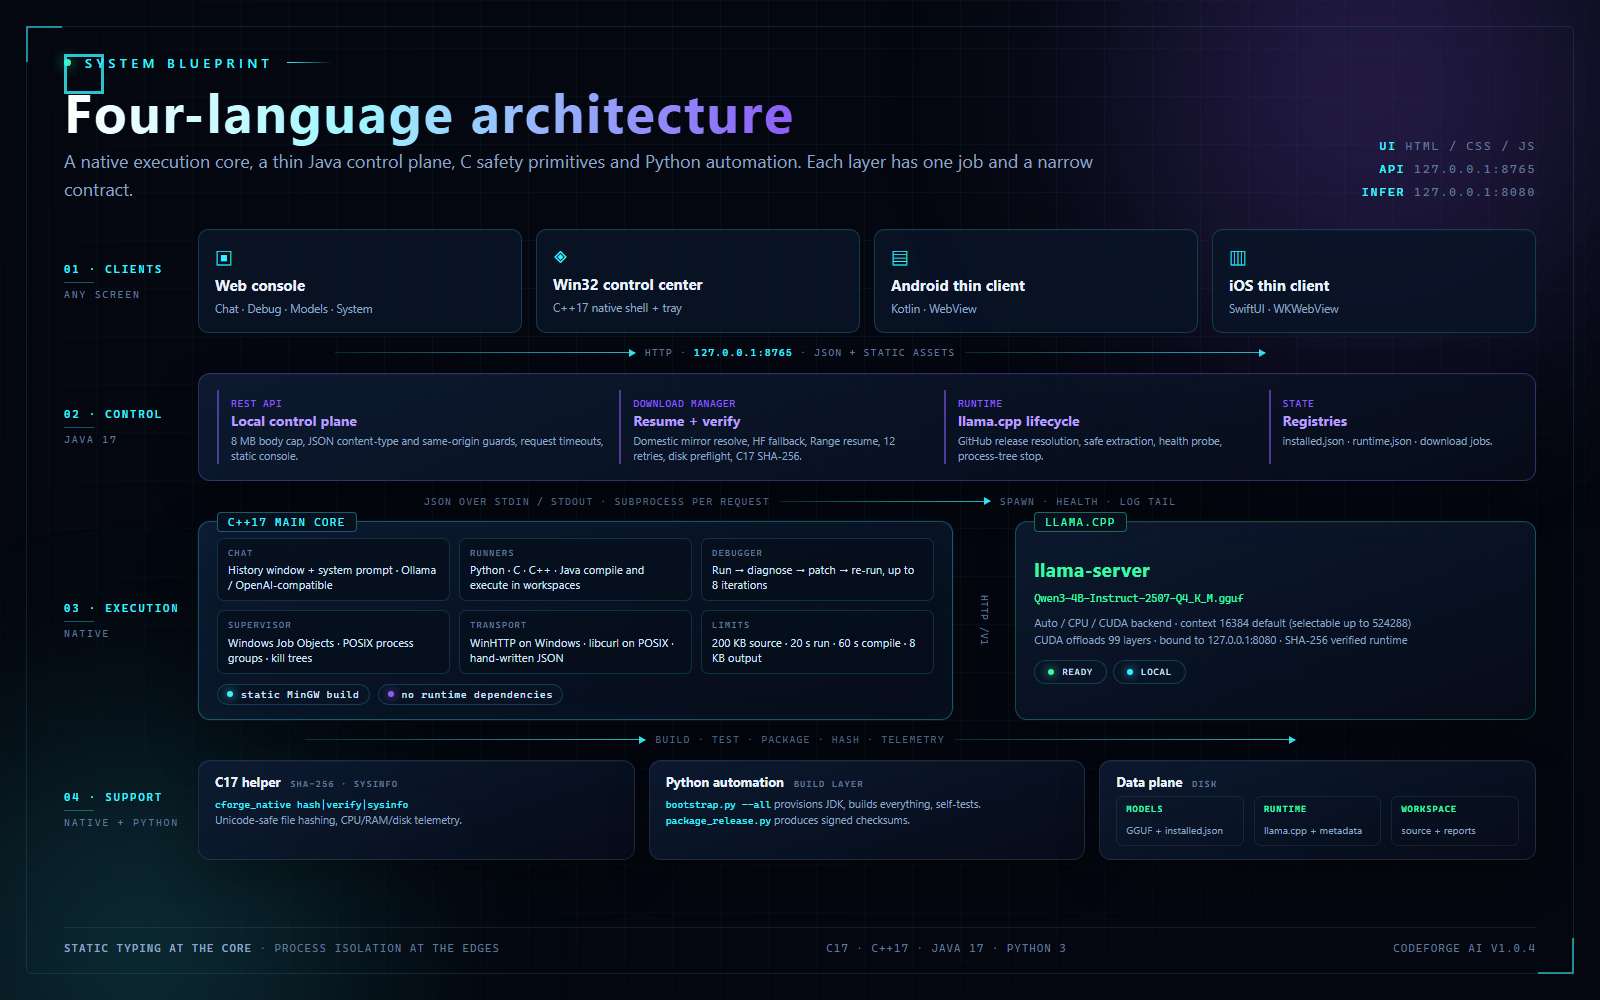 SYSTEM BLUEPRINT
Four-language architecture
A native execution core, a thin Java control plane, C safety primitives and Python automation. Each layer has one job and a narrow
contract.
UI HTML / CSS / JS
API 127.0.0.1:8765
INFER 127.0.0.1:8080
01 · CLIENTS
ANY SCREEN
Web console
Chat · Debug · Models · System
Win32 control center
C++17 native shell + tray
Android thin client
Kotlin · WebView
iOS thin client
SwiftUI · WKWebView
HTTP · 127.0.0.1:8765 · JSON + STATIC ASSETS
02 · CONTROL
JAVA 17
REST API
Local control plane
8 MB body cap, JSON content-type and same-origin guards, request timeouts,
static console.
DOWNLOAD MANAGER
Resume + verify
Domestic mirror resolve, HF fallback, Range resume, 12
retries, disk preflight, C17 SHA-256.
RUNTIME
llama.cpp lifecycle
GitHub release resolution, safe extraction, health probe,
process-tree stop.
STATE
Registries
installed.json · runtime.json · download jobs.
JSON OVER STDIN / STDOUT · SUBPROCESS PER REQUEST
SPAWN · HEALTH · LOG TAIL
03 · EXECUTION
NATIVE
C++17 MAIN CORE
CHAT
History window + system prompt · Ollama
/ OpenAI-compatible
RUNNERS
Python · C · C++ · Java compile and
execute in workspaces
DEBUGGER
Run → diagnose → patch → re-run, up to
8 iterations
SUPERVISOR
Windows Job Objects · POSIX process
groups · kill trees
TRANSPORT
WinHTTP on Windows · libcurl on POSIX ·
hand-written JSON
LIMITS
200 KB source · 20 s run · 60 s compile · 8
KB output
static MinGW build
no runtime dependencies
HTTP /V1
LLAMA.CPP
llama-server
Qwen3-4B-Instruct-2507-Q4_K_M.gguf
Auto / CPU / CUDA backend · context 16384 default (selectable up to 524288)
CUDA offloads 99 layers · bound to 127.0.0.1:8080 · SHA-256 verified runtime
READY
LOCAL
BUILD · TEST · PACKAGE · HASH · TELEMETRY
04 · SUPPORT
NATIVE + PYTHON
C17 helper SHA-256 · SYSINFO
cforge_native hash|verify|sysinfo
Unicode-safe file hashing, CPU/RAM/disk telemetry.
Python automation BUILD LAYER
bootstrap.py --all provisions JDK, builds everything, self-tests.
package_release.py produces signed checksums.
Data plane DISK
MODELS
GGUF + installed.json
RUNTIME
llama.cpp + metadata
WORKSPACE
source + reports
STATIC TYPING AT THE CORE · PROCESS ISOLATION AT THE EDGES
C17 · C++17 · JAVA 17 · PYTHON 3
CODEFORGE AI V1.0.4